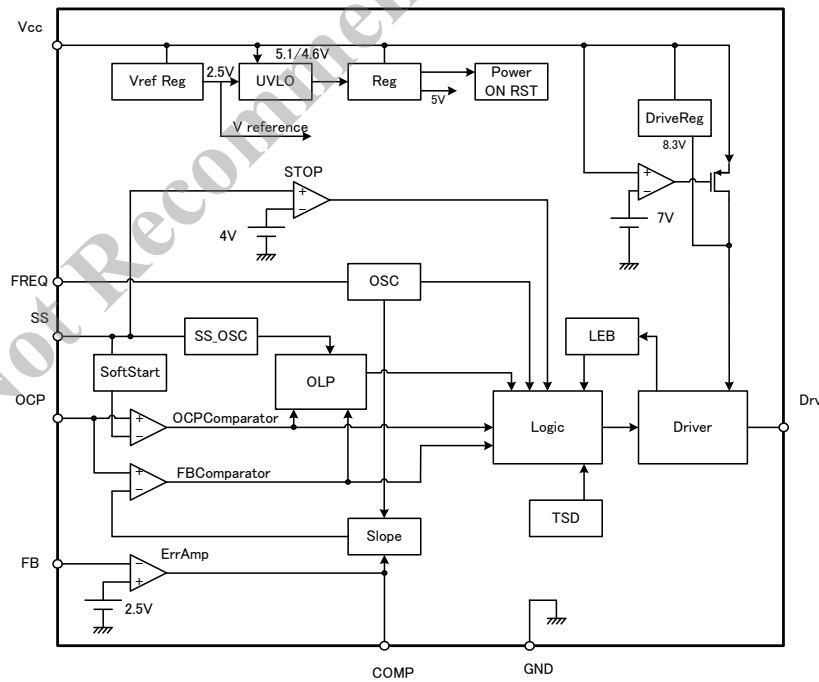 Not Recommen
Vcc
5.1/4.6V
Vref Reg
2.5V
UVLO
Reg
Power
ON RST
5V
V reference
DriveReg
8.3V
STOP
+
−
4V
+
−
7V
FREQ
OSC
SS
SS_OSC
LEB
SoftStart
OLP
OCP
+
−
OCPComparator
Logic
Driver
Drv
+
−
FBComparator
TSD
Slope
FB
ErrAmp
−
+
2.5V
COMP
GND